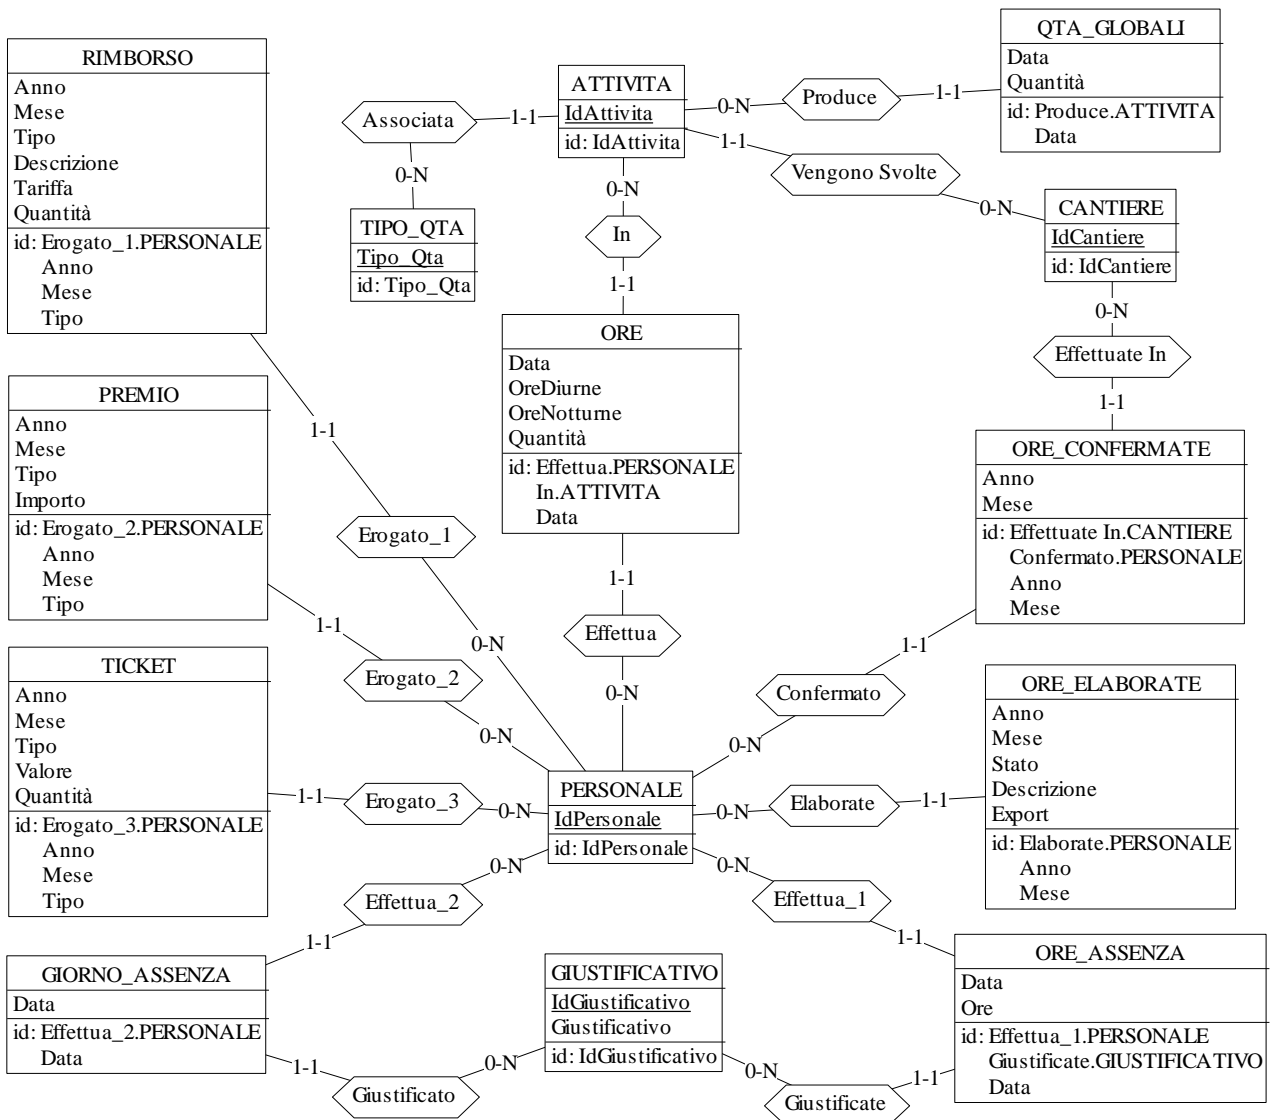 RIMBORSO
Anno
Mese
Tipo
Descrizione
Tariffa
Quantità
id: Erogato_1.PERSONALE
Anno
Mese
Tipo
Associata
1-1
0-N
TIPO_QTA
Tipo_Qta
id: Tipo_Qta
ATTIVITA
IdAttivita
id: IdAttivita
0-N
Produce
1-1
QTA_GLOBALI
Data
Quantità
id: Produce.ATTIVITA
Data
1-1
Vengono Svolte
0-N
CANTIERE
IdCantiere
id: IdCantiere
0-N
In
1-1
0-N
Effettuate In
1-1
ORE
Data
OreDiurne
OreNotturne
Quantità
id: Effettua.PERSONALE
In.ATTIVITA
Data
ORE_CONFERMATE
Anno
Mese
id: Effettuate In.CANTIERE
Confermato.PERSONALE
Anno
Mese
PREMIO
Anno
Mese
Tipo
Importo
id: Erogato_2.PERSONALE
Anno
Mese
Tipo
1-1
Erogato_1
0-N
1-1
Effettua
0-N
1-1
Erogato_2
0-N
1-1
Confermato
0-N
TICKET
Anno
Mese
Tipo
Valore
Quantità
id: Erogato_3.PERSONALE
Anno
Mese
Tipo
1-1
Erogato_3
0-N
PERSONALE
IdPersonale
id: IdPersonale
0-N
Elaborate
1-1
ORE_ELABORATE
Anno
Mese
Stato
Descrizione
Export
id: Elaborate.PERSONALE
Anno
Mese
0-N
Effettua_2
1-1
0-N
Effettua_1
1-1
GIORNO_ASSENZA
Data
id: Effettua_2.PERSONALE
Data
1-1
Giustificato
0-N
GIUSTIFICATIVO
IdGiustificativo
Giustificativo
id: IdGiustificativo
0-N
Giustificate
1-1
ORE_ASSENZA
Data
Ore
id: Effettua_1.PERSONALE
Giustificate.GIUSTIFICATIVO
Data